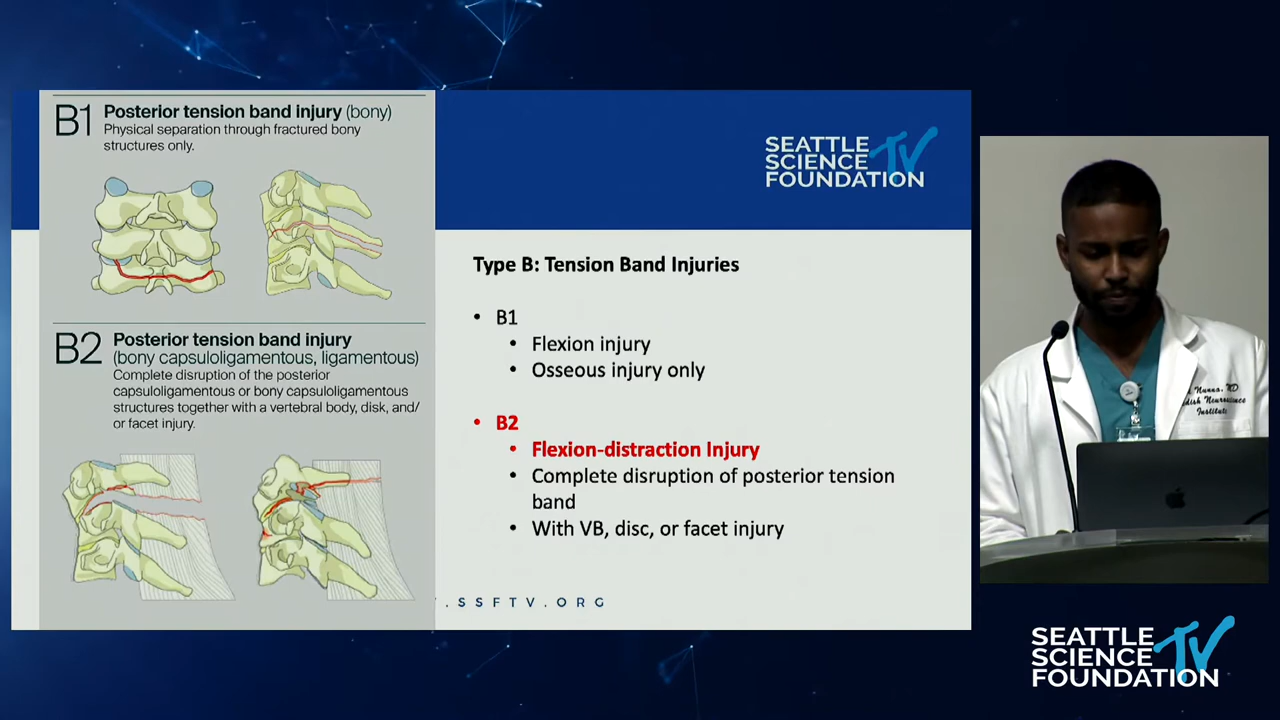 B1 Posterior tension band injury (bony)
Physical separation through fractured bony
structures only.
B2 Posterior tension band injury
(bony capsuloligamentous, ligamentous)
Complete disruption of the posterior
capsuloligamentous or bony capsuloligamentous
structures together with a vertebral body, disk, and/
or facet injury.
SEATTLE
SCIENCE TV
FOUNDATION
Type B: Tension Band Injuries
• B1
• Flexion injury
• Osseous injury only
• B2
• Flexion-distraction Injury
• Complete disruption of posterior tension
band
• With VB, disc, or facet injury
.SSFTV.ORG
Nunna, MD
Neuroscience
Institute
SEATTLE
SCIENCE TV
FOUNDATION